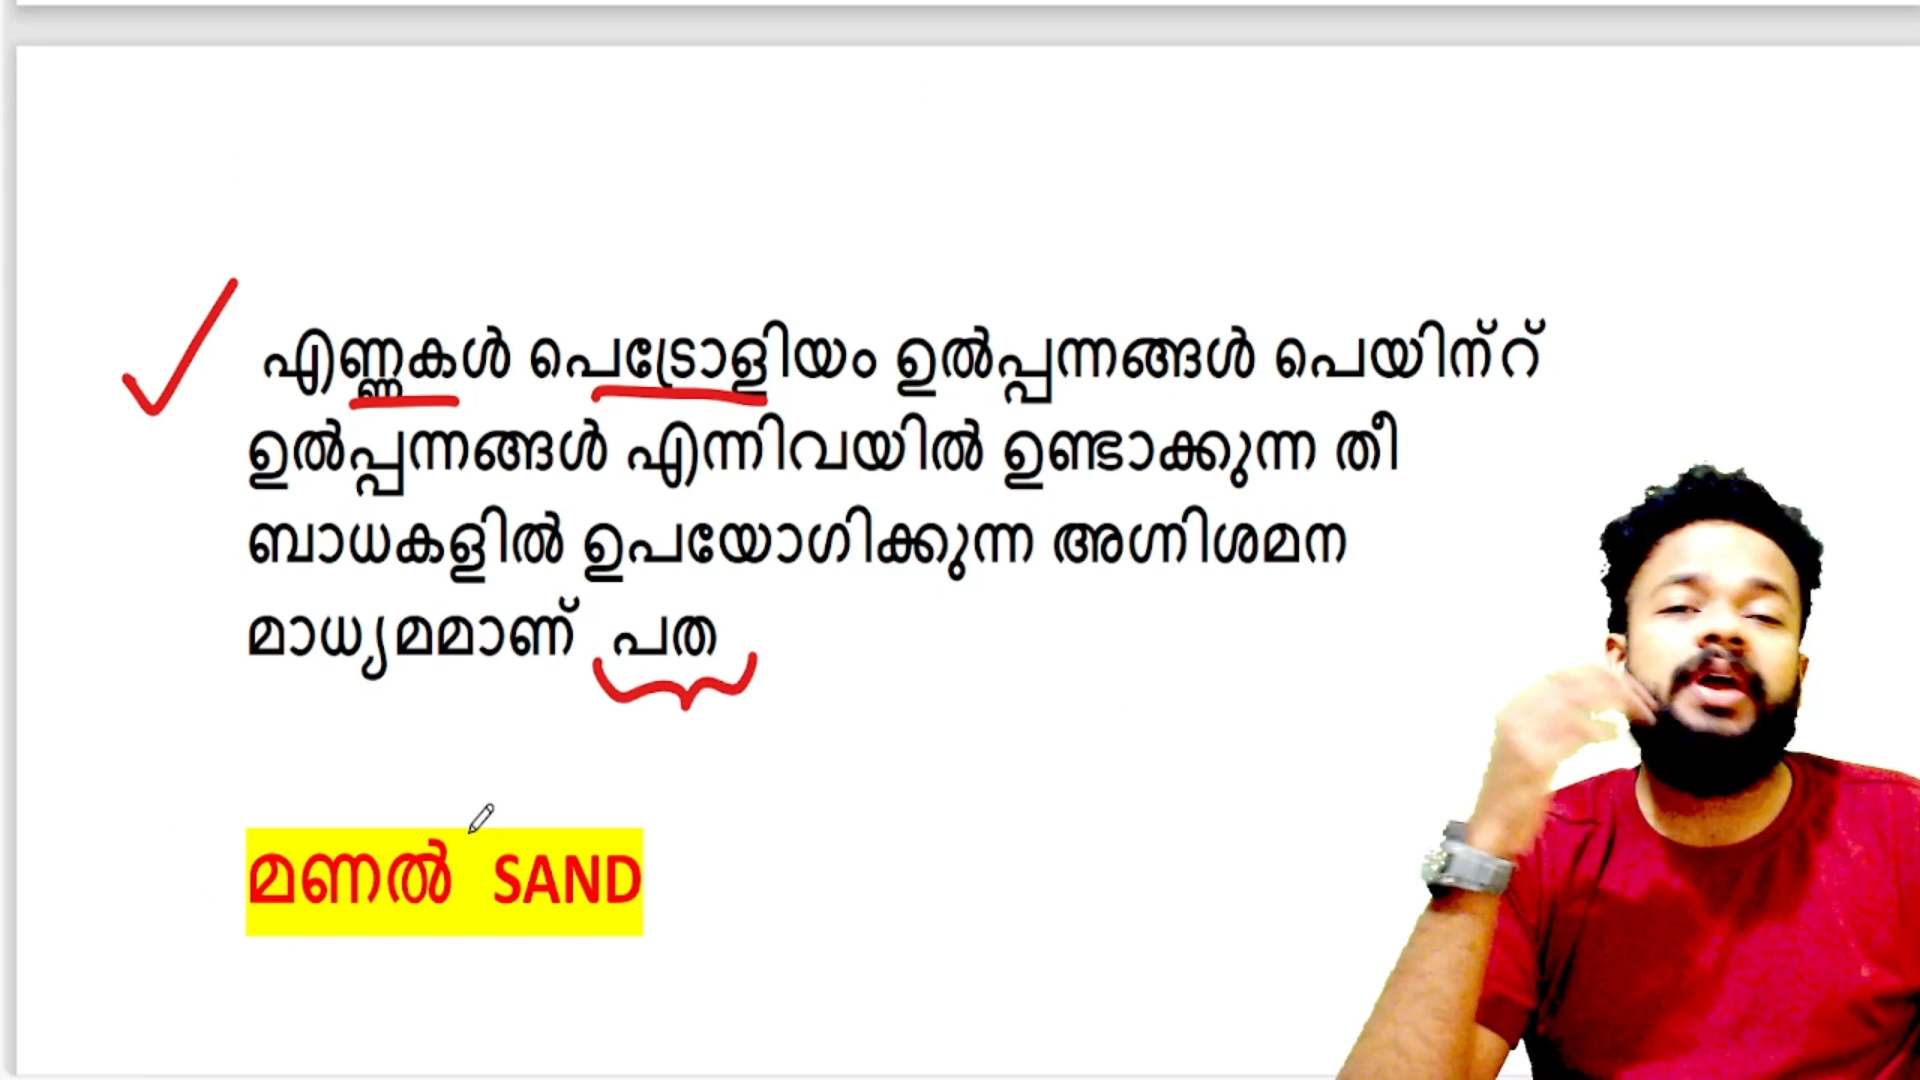 എണ്ണകൾ പെട്രോളിയം ഉൽപ്പന്നങ്ങൾ പെയിന്റ്
ഉൽപ്പന്നങ്ങൾ എന്നിവയിൽ ഉണ്ടാക്കുന്ന തീ
ബാധകളിൽ ഉപയോഗിക്കുന്ന അഗ്നിശമന
മാധ്യമമാണ് പത
മണൽ SAND